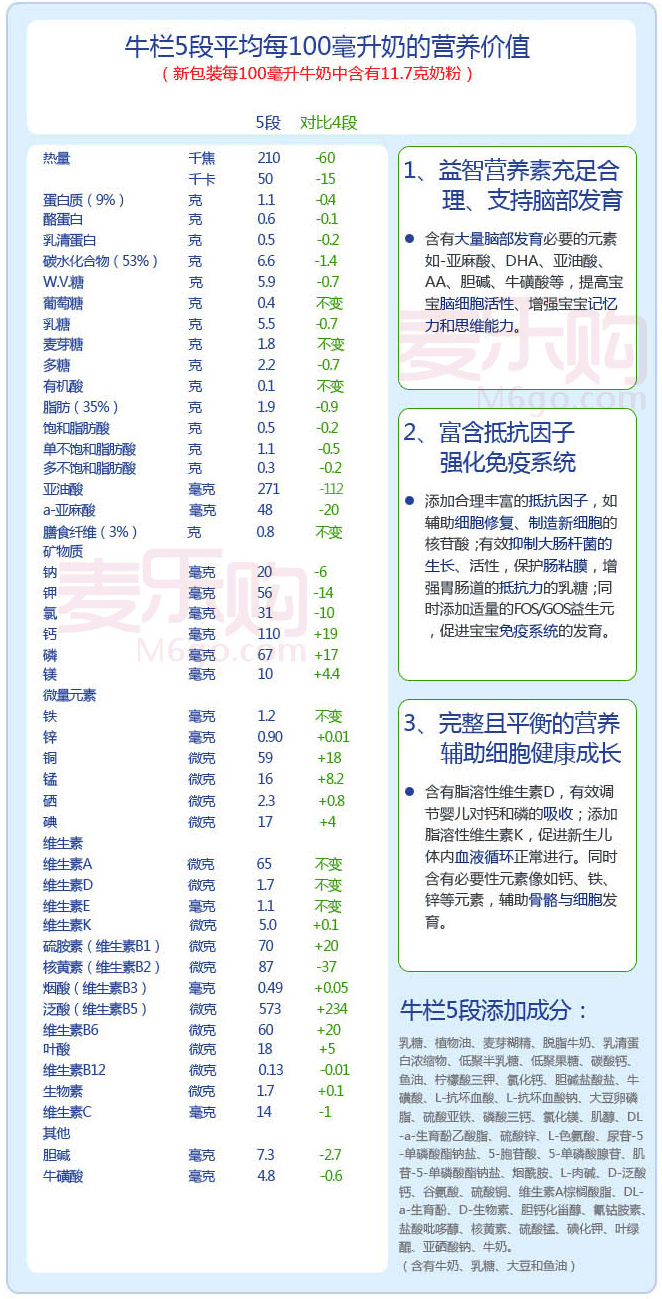 牛栏5段平均每100毫升奶的营养价值
（新包装每100毫升牛奶中含有11.7克奶粉）
5段 对比4段
热量 千焦 210 -60
千卡 50 -15
蛋白质（9%） 克 1.1 -0.4
酪蛋白 克 0.6 -0.1
乳清蛋白 克 0.5 -0.2
碳水化合物（53%） 克 6.6 -1.4
W.V.糖 克 5.9 -0.7
葡萄糖 克 0.4 不变
乳糖 克 5.5 -0.7
麦芽糖 克 1.8 不变
多糖 克 2.2 -0.7
有机酸 克 0.1 不变
脂肪（35%） 克 1.9 -0.9
饱和脂肪酸 克 0.5 -0.2
单不饱和脂肪酸 克 1.1 -0.5
多不饱和脂肪酸 克 0.3 -0.2
亚油酸 毫克 271 -112
a-亚麻酸 毫克 48 -20
膳食纤维（3%） 克 0.8 不变
矿物质
钠 毫克 20 -6
钾 毫克 56 -14
氯 毫克 31 -10
钙 毫克 110 +19
磷 毫克 67 +17
镁 毫克 10 +4.4
微量元素
铁 毫克 1.2 不变
锌 毫克 0.90 +0.01
铜 微克 59 +18
锰 微克 16 +8.2
硒 微克 2.3 +0.8
碘 微克 17 +4
维生素
维生素A 微克 65 不变
维生素D 微克 1.7 不变
维生素E 毫克 1.1 不变
维生素K 微克 5.0 +0.1
硫胺素（维生素B1） 微克 70 +20
核黄素（维生素B2） 微克 87 -37
烟酸（维生素B3） 毫克 0.49 +0.05
泛酸（维生素B5） 微克 573 +234
维生素B6 微克 60 +20
叶酸 微克 18 +5
维生素B12 微克 0.13 -0.01
生物素 微克 1.7 +0.1
维生素C 毫克 14 -1
其他
胆碱 毫克 7.3 -2.7
牛磺酸 毫克 4.8 -0.6
1、益智营养素充足合
理、支持脑部发育
● 含有大量脑部发育必要的元素
如-亚麻酸、DHA、亚油酸、
AA、胆碱、牛磺酸等，提高宝
宝脑细胞活性、增强宝宝记忆
力和思维能力。
2、富含抵抗因子
强化免疫系统
● 添加合理丰富的抵抗因子，如
辅助细胞修复、制造新细胞的
核苷酸;有效抑制大肠杆菌的
生长、活性，保护肠粘膜，增
强胃肠道的抵抗力的乳糖;同
时添加适量的FOS/GOS益生元
，促进宝宝免疫系统的发育。
3、完整且平衡的营养
辅助细胞健康成长
● 含有脂溶性维生素D，有效调
节婴儿对钙和磷的吸收；添加
脂溶性维生素K，促进新生儿
体内血液循环正常进行。同时
含有必要性元素像如钙、铁、
锌等元素，辅助骨骼与细胞发
育。
牛栏5段添加成分：
乳糖、植物油、麦芽糊精、脱脂牛奶、乳清蛋
白浓缩物、低聚半乳糖、低聚果糖、碳酸钙、
鱼油、柠檬酸三钾、氯化钙、胆碱盐酸盐、牛
磺酸、L-抗坏血酸、L-抗坏血酸钠、大豆卵磷
脂、硫酸亚铁、磷酸三钙、氯化镁、肌醇、DL
-a-生育酚乙酸脂、硫酸锌、L-色氨酸、尿苷-5
-单磷酸酯钠盐、5-胞苷酸、5-单磷酸腺苷、肌
苷-5-单磷酸酯钠盐、烟酰胺、L-肉碱、D-泛酸
钙、谷氨酸、硫酸铜、维生素A棕榈酸脂、DL-
a-生育酚、D-生物素、胆钙化甾醇、氰钴胺素、
盐酸吡哆醇、核黄素、硫酸锰、碘化钾、叶绿
醌、亚硒酸钠、牛奶。
（含有牛奶、乳糖、大豆和鱼油）
麦乐购
M6go.com
麦乐购
M6go.com